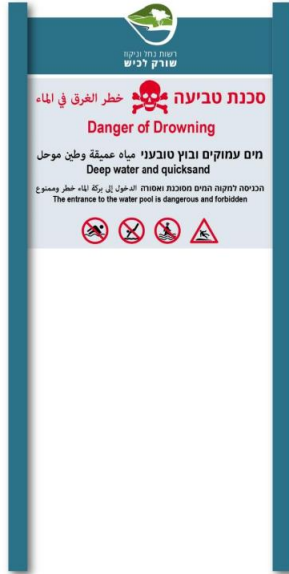 רשות נחל וניקוז
שורק לכיש
סכנת טביעה خطر الغرق في الماء
Danger of Drowning
מים עמוקים ובוץ טובעני مياه عميقة وطين موحل
Deep water and quicksand
הכניסה למקוה המים מסוכנת ואסורה الدخول إلى بركة الماء خطر وممنوع
The entrance to the water pool is dangerous and forbidden